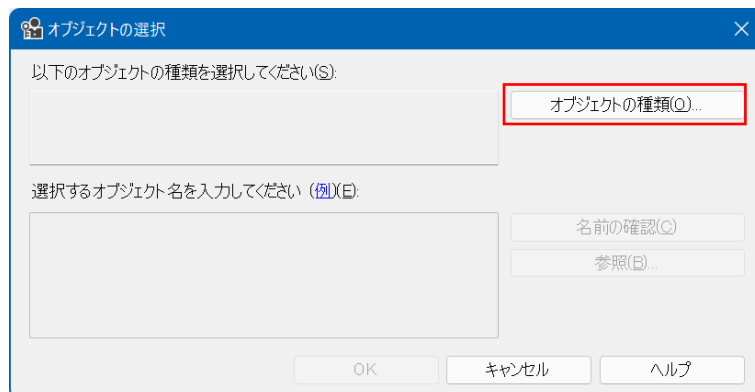 オブジェクトの選択
以下のオブジェクトの種類を選択してください(S):
オブジェクトの種類(O)...
選択するオブジェクト名を入力してください (例)(E):
名前の確認(C)
参照(B)...
OK
キャンセル
ヘルプ